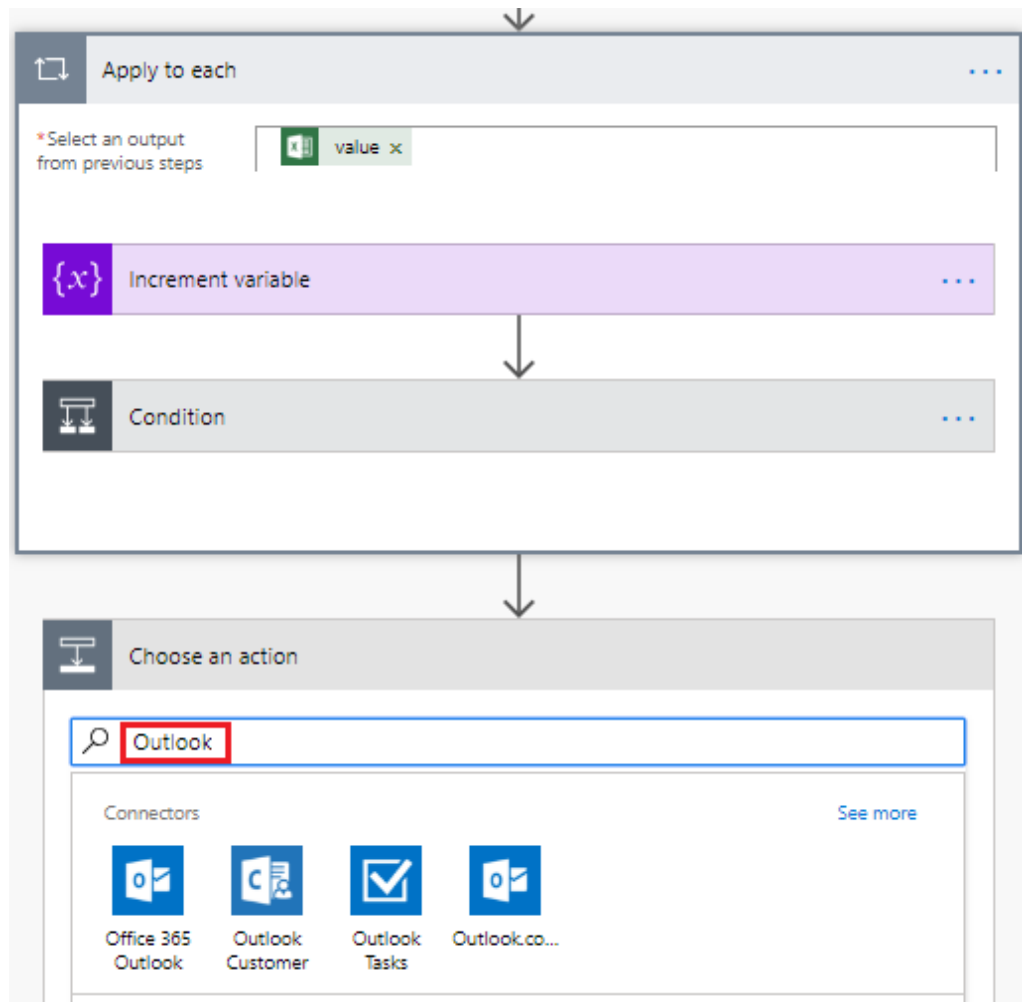 Apply to each
...
*Select an output
from previous steps
value ×
{x} Increment variable
...
Condition
...
Choose an action
Outlook
Connectors
See more
Office 365
Outlook
Outlook
Customer
Outlook
Tasks
Outlook.co...